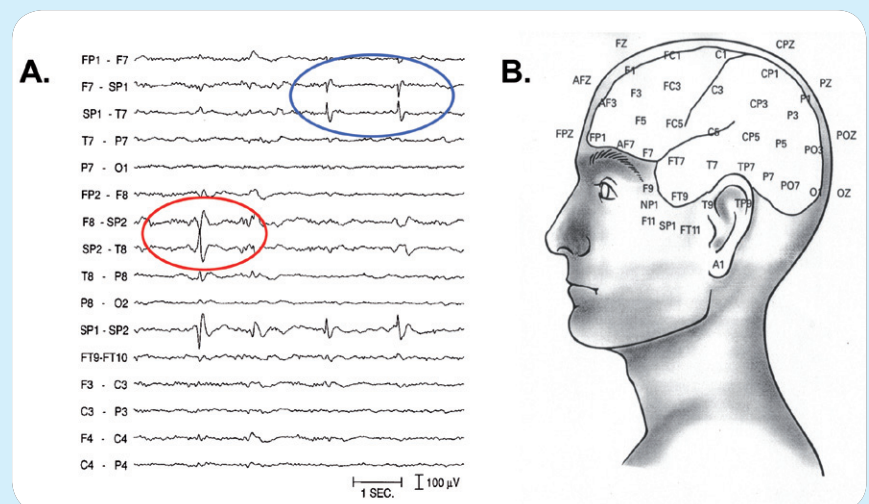 A.
FP1 - F7
F7 - SP1
SP1 - T7
T7 - P7
P7 - O1
FP2 - F8
F8 - SP2
SP2 - T8
T8 - P8
P8 - O2
SP1 - SP2
FT9-FT10
F3 - C3
C3 - P3
F4 - C4
C4 - P4
1 SEC.
100 µV
B.
FZ
CPZ
FC1
C1
AFZ
F1
CP1
PZ
F3
FC3
C3
AF3
CP3
P1
P3
F5
FC5
FPZ
FP1
C5
CP5
P5
POZ
AF7
F7
PO3
FT7
T7
TP7
P7
PO7
O1
OZ
F9
FT9
NP1
T9
TP9
F11
SP1
FT11
A1